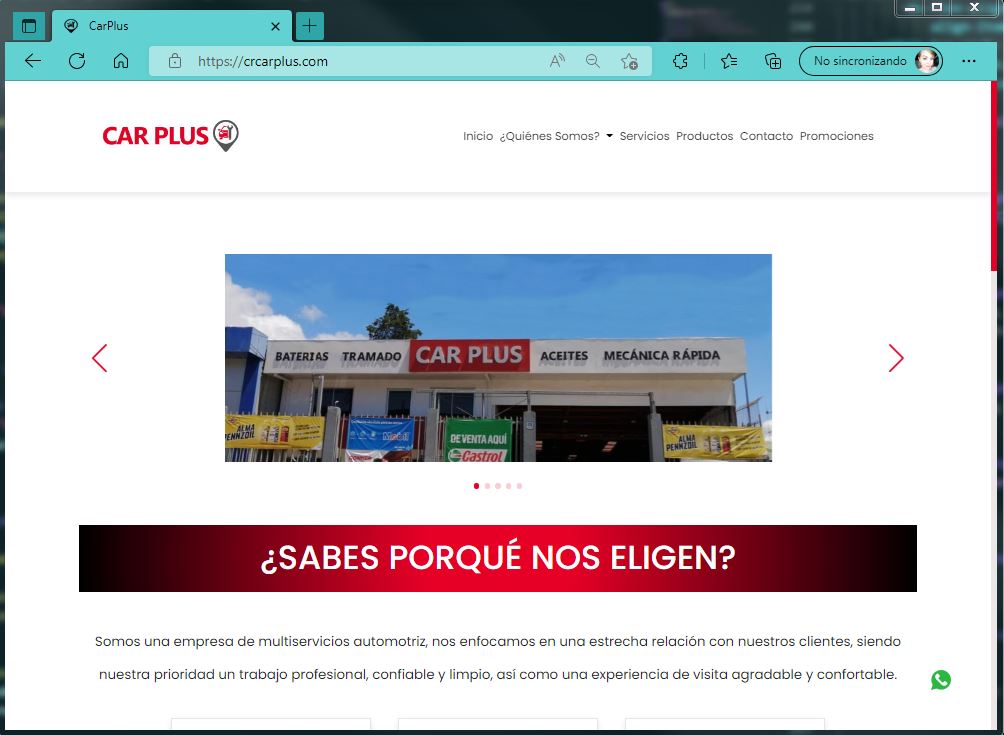 CarPlus
https://crcarplus.com
No sincronizando
CAR PLUS
Inicio ¿Quiénes Somos? Servicios Productos Contacto Promociones
BATERIAS TRAMADO CAR PLUS ACEITES MECÁNICA RÁPIDA
ALMA
PENNZOIL
Mobil
DE VENTA AQUÍ
Castrol
ALMA
PENNZOIL
¿SABES PORQUÉ NOS ELIGEN?
Somos una empresa de multiservicios automotriz, nos enfocamos en una estrecha relación con nuestros clientes, siendo
nuestra prioridad un trabajo profesional, confiable y limpio, así como una experiencia de visita agradable y confortable.